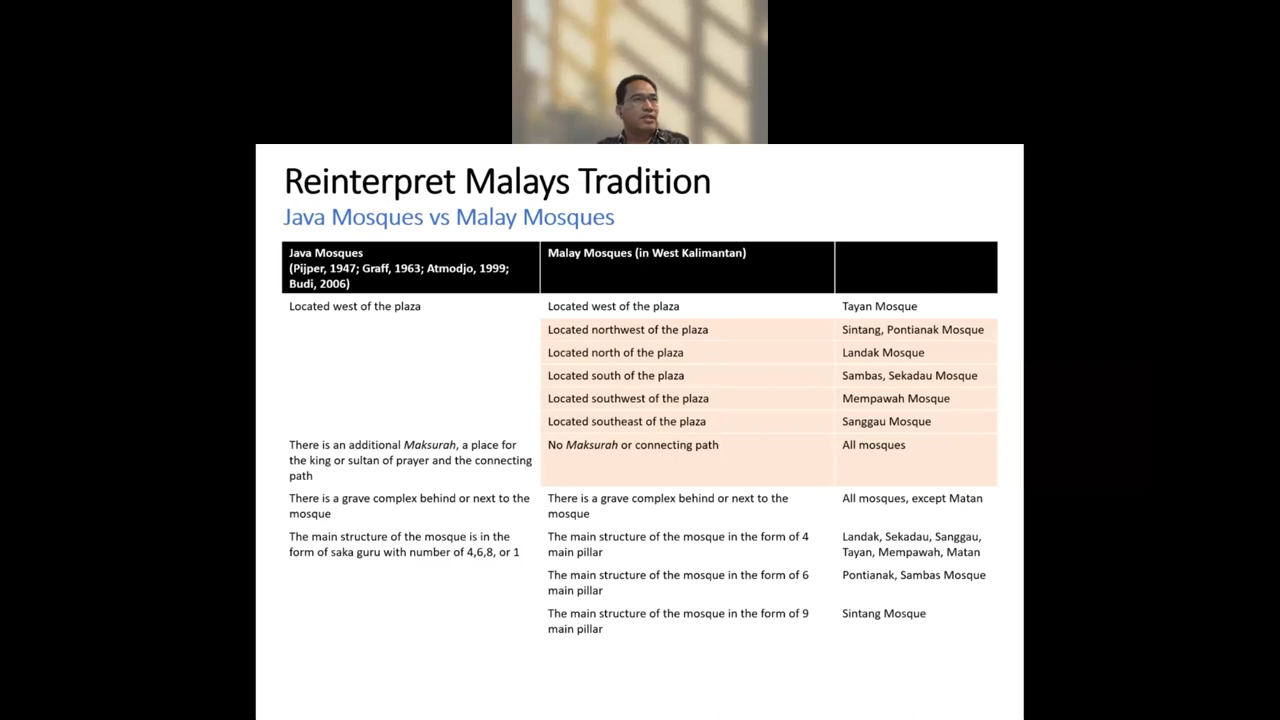 Reinterpret Malays Tradition
Java Mosques vs Malay Mosques
Java Mosques
(Pijper, 1947; Graff, 1963; Atmodjo, 1999;
Budi, 2006)
Malay Mosques (in West Kalimantan)
Located west of the plaza
Located west of the plaza
Tayan Mosque
Located northwest of the plaza
Sintang, Pontianak Mosque
Located north of the plaza
Landak Mosque
Located south of the plaza
Sambas, Sekadau Mosque
Located southwest of the plaza
Mempawah Mosque
Located southeast of the plaza
Sanggau Mosque
There is an additional Maksurah, a place for
the king or sultan of prayer and the connecting
path
No Maksurah or connecting path
All mosques
There is a grave complex behind or next to the
mosque
There is a grave complex behind or next to the
mosque
All mosques, except Matan
The main structure of the mosque is in the
form of saka guru with number of 4,6,8, or 1
The main structure of the mosque in the form of 4
main pillar
Landak, Sekadau, Sanggau,
Tayan, Mempawah, Matan
The main structure of the mosque in the form of 6
main pillar
Pontianak, Sambas Mosque
The main structure of the mosque in the form of 9
main pillar
Sintang Mosque